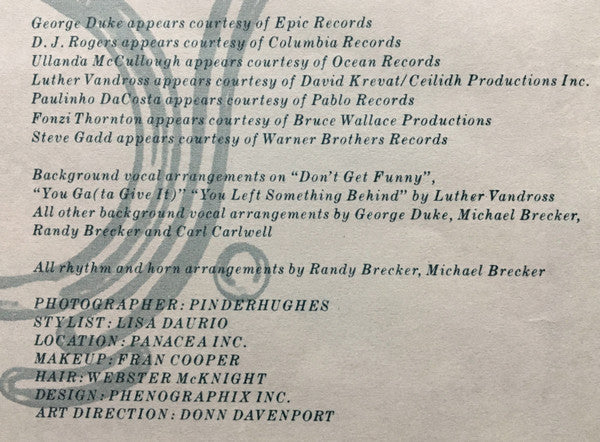 George Duke appears courtesy of Epic Records
D.J. Rogers appears courtesy of Columbia Records
Ullanda McCullough appears courtesy of Ocean Records
Luther Vandross appears courtesy of David Krevat/Ceilidh Productions Inc.
Paulinho DaCosta appears courtesy of Pablo Records
Fonzi Thornton appears courtesy of Bruce Wallace Productions
Steve Gadd appears courtesy of Warner Brothers Records
Background vocal arrangements on “Don't Get Funny”,
“You Ga(ta Give It)” “You Left Something Behind” by Luther Vandross
All other background vocal arrangements by George Duke, Michael Brecker,
Randy Brecker and Carl Carlwell
All rhythm and horn arrangements by Randy Brecker, Michael Brecker
PHOTOGRAPHER: PINDERHUGHES
STYLIST: LISA DAURIO
LOCATION: PANACEA INC.
MAKEUP: FRAN COOPER
HAIR: WEBSTER McKNIGHT
DESIGN: PHENOGRAPHIX INC.
ART DIRECTION: DONN DAVENPORT